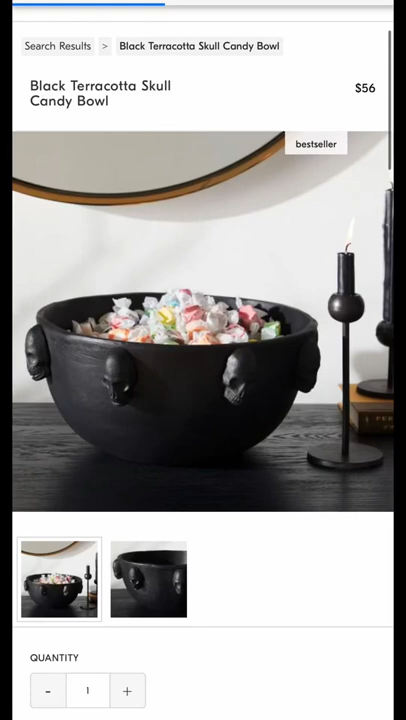 Search Results > Black Terracotta Skull Candy Bowl
Black Terracotta Skull
Candy Bowl
$56
bestseller
QUANTITY
- 1 +